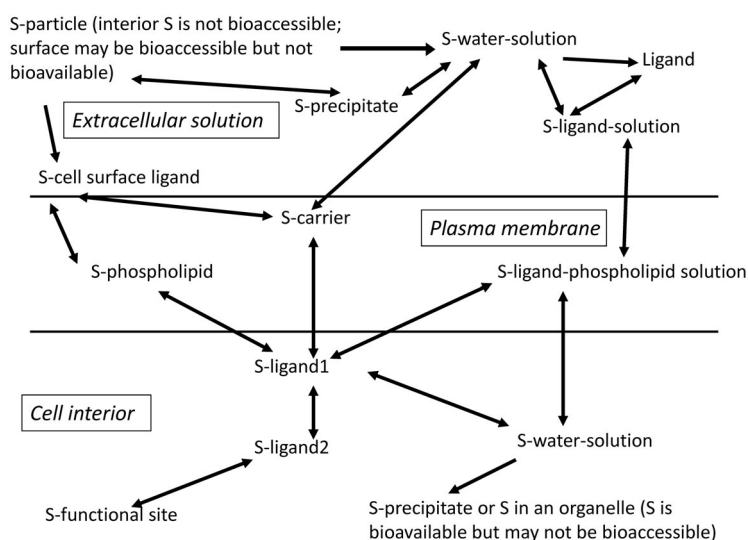 S-particle (interior S is not bioaccessible;
surface may be bioaccessible but not
bioavailable)
S-water-solution
Ligand
S-precipitate
Extracellular solution
S-ligand-solution
S-cell surface ligand
S-carrier
Plasma membrane
S-phospholipid
S-ligand-phospholipid solution
S-ligand1
Cell interior
S-ligand2
S-water-solution
S-functional site
S-precipitate or S in an organelle (S is
bioavailable but may not be bioaccessible)